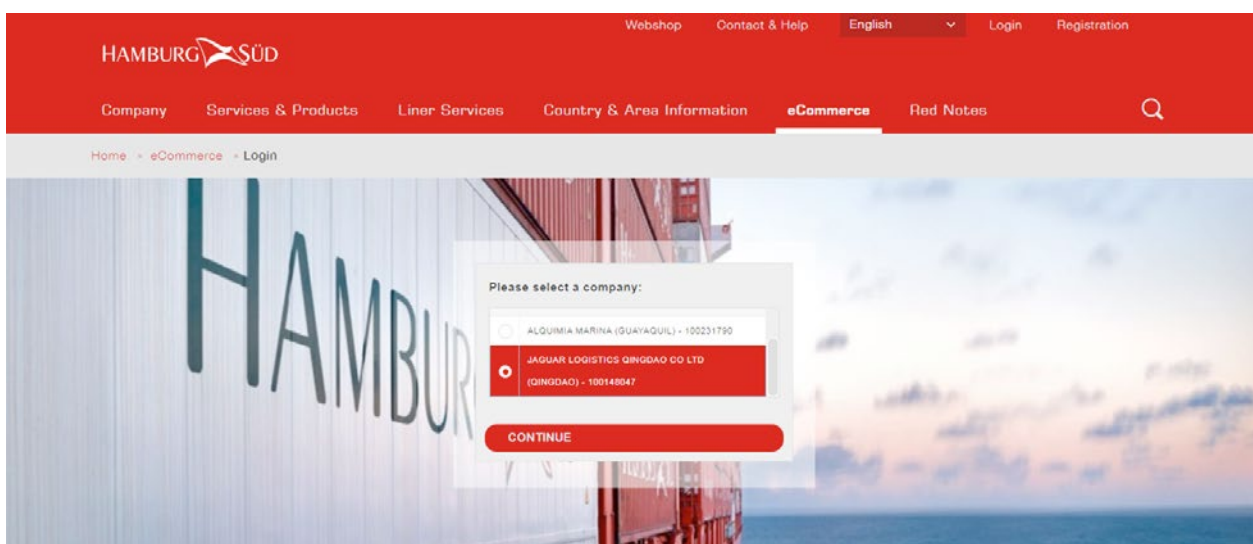 Webshop Contact & Help English Login Registration
HAMBURG SÜD
Company Services & Products Liner Services Country & Area Information eCommerce Red Notes
Home » eCommerce » Login
HAMBUR
Please select a company:
ALQUIMIA MARINA (GUAYAQUIL) - 100231790
JAGUAR LOGISTICS QINGDAO CO LTD
(QINGDAO) - 100148047
CONTINUE